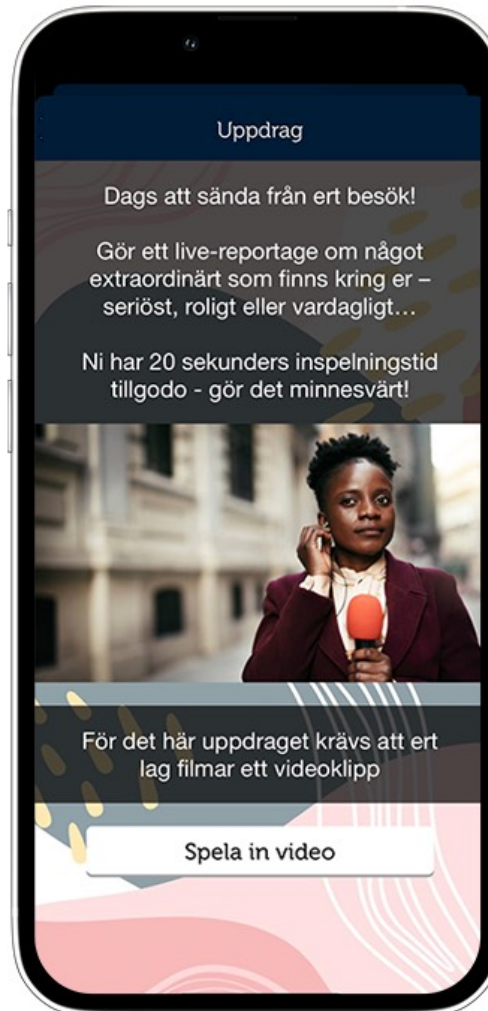 Uppdrag
Dags att sända från ert besök!
Gör ett live-reportage om något
extraordinärt som finns kring er –
seriöst, roligt eller vardagligt…
Ni har 20 sekunders inspelningstid
tillgodo - gör det minnesvärt!
För det här uppdraget krävs att ert
lag filmar ett videoklipp
Spela in video